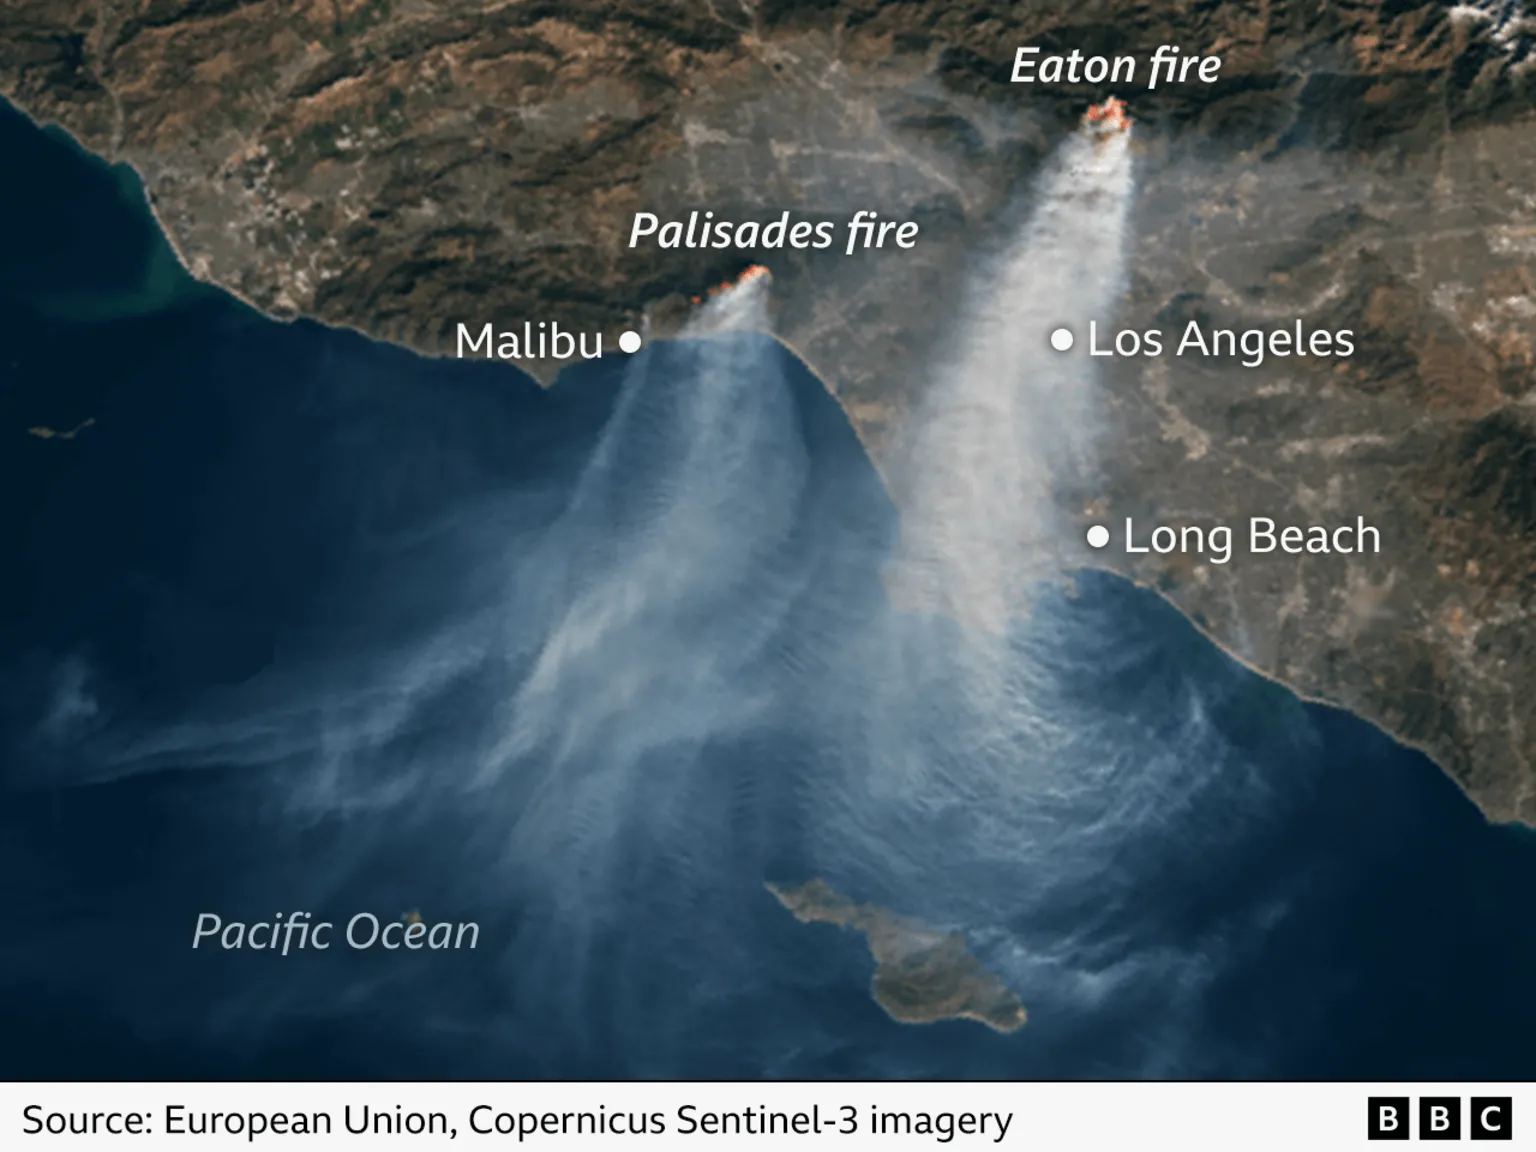 Eaton fire
Palisades fire
Malibu
Los Angeles
Long Beach
Pacific Ocean
Source: European Union, Copernicus Sentinel-3 imagery
BBC